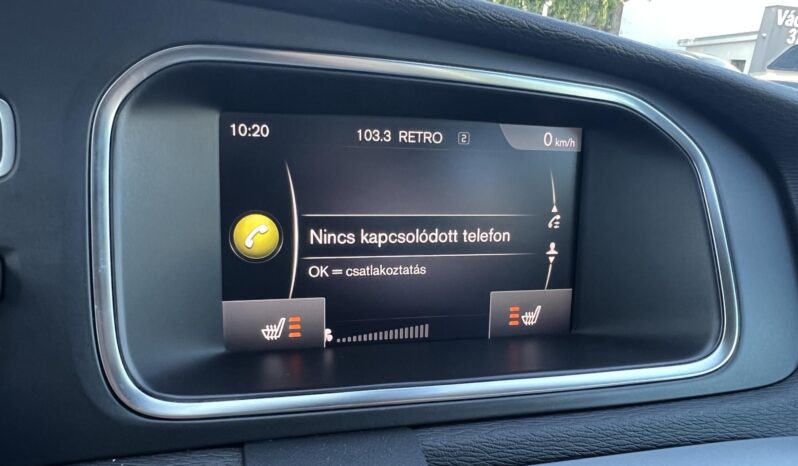 10:20 103.3 RETRO 2 0 km/h
Nincs kapcsolódott telefon
OK = csatlakoztatás